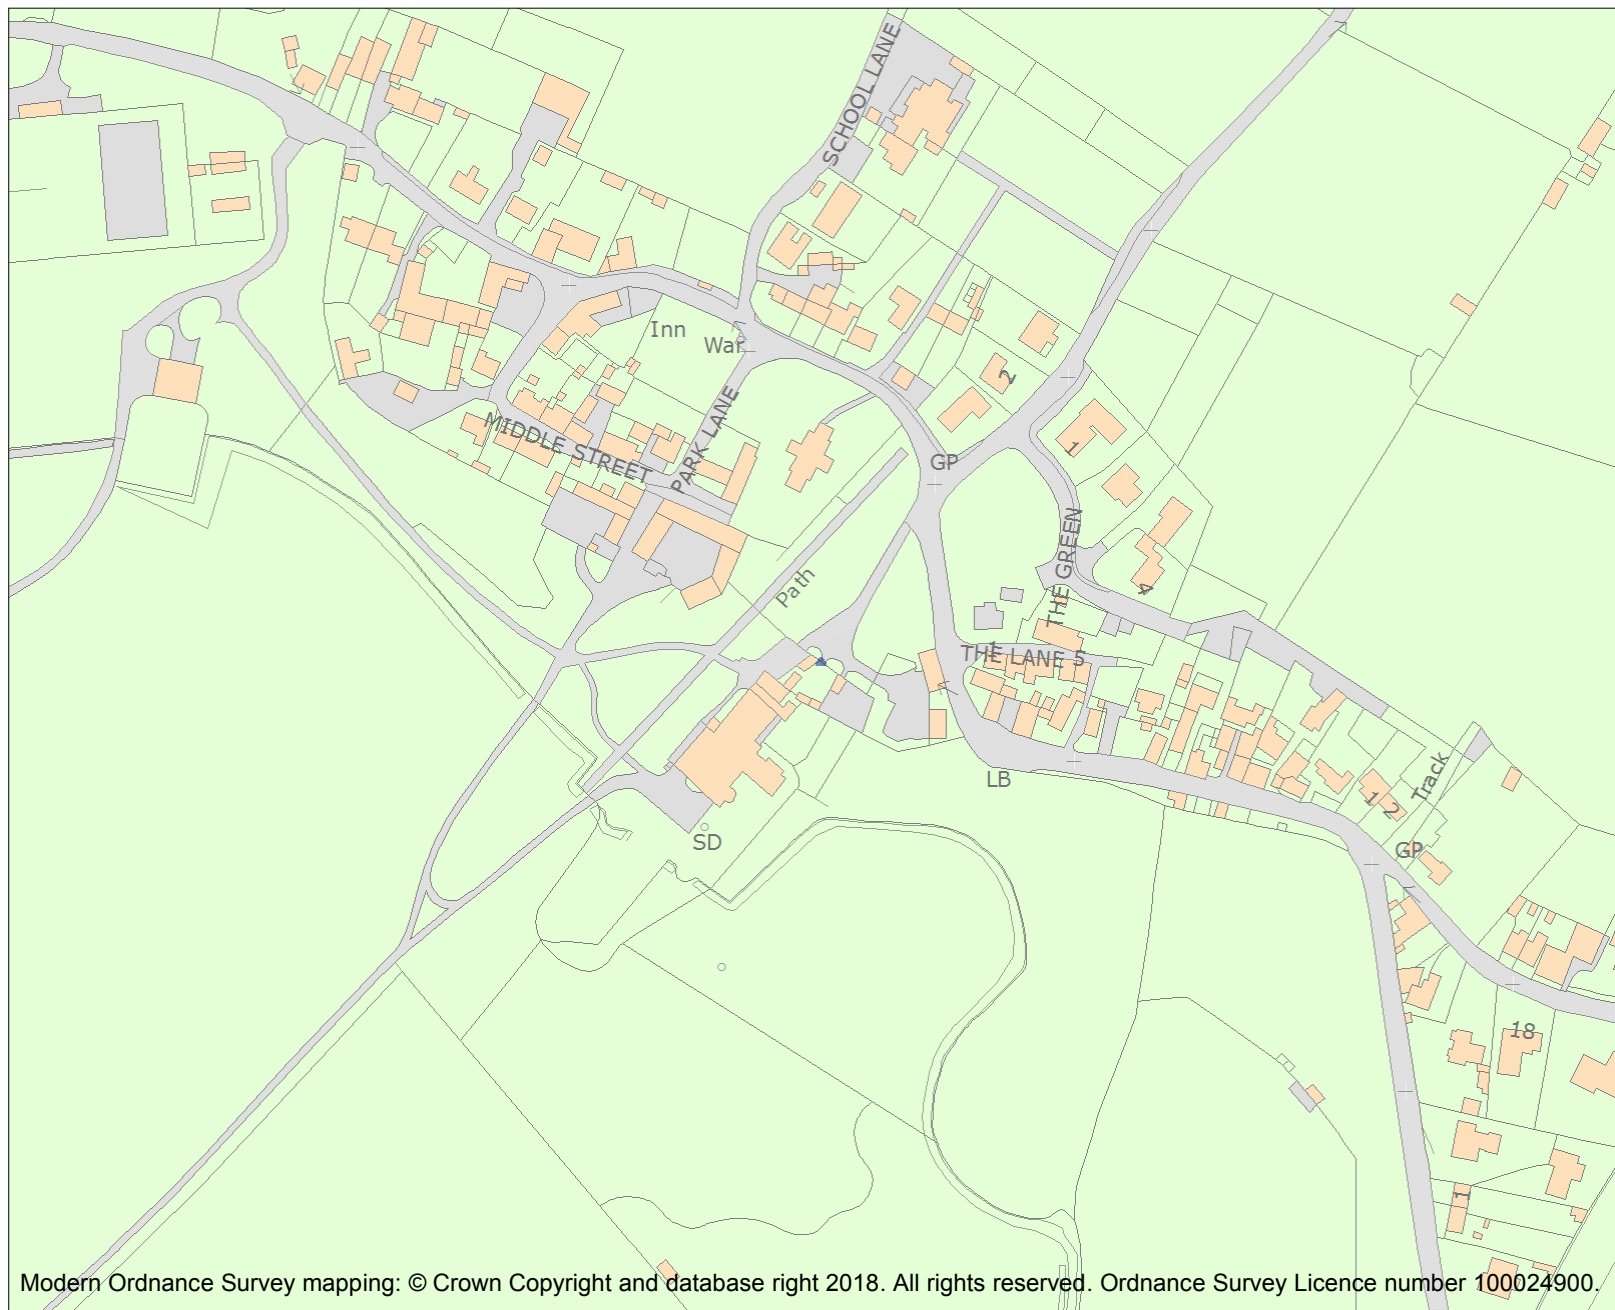 SCHOOL LANE
Inn
War
2
PARK LANE
MIDDLE STREET
1
GP
THE GREEN
Path
4
1
THE LANE 5
LB
Track
1 2
SD
GP
18
1
Modern Ordnance Survey mapping: © Crown Copyright and database right 2018. All rights reserved. Ordnance Survey Licence number 100024900.